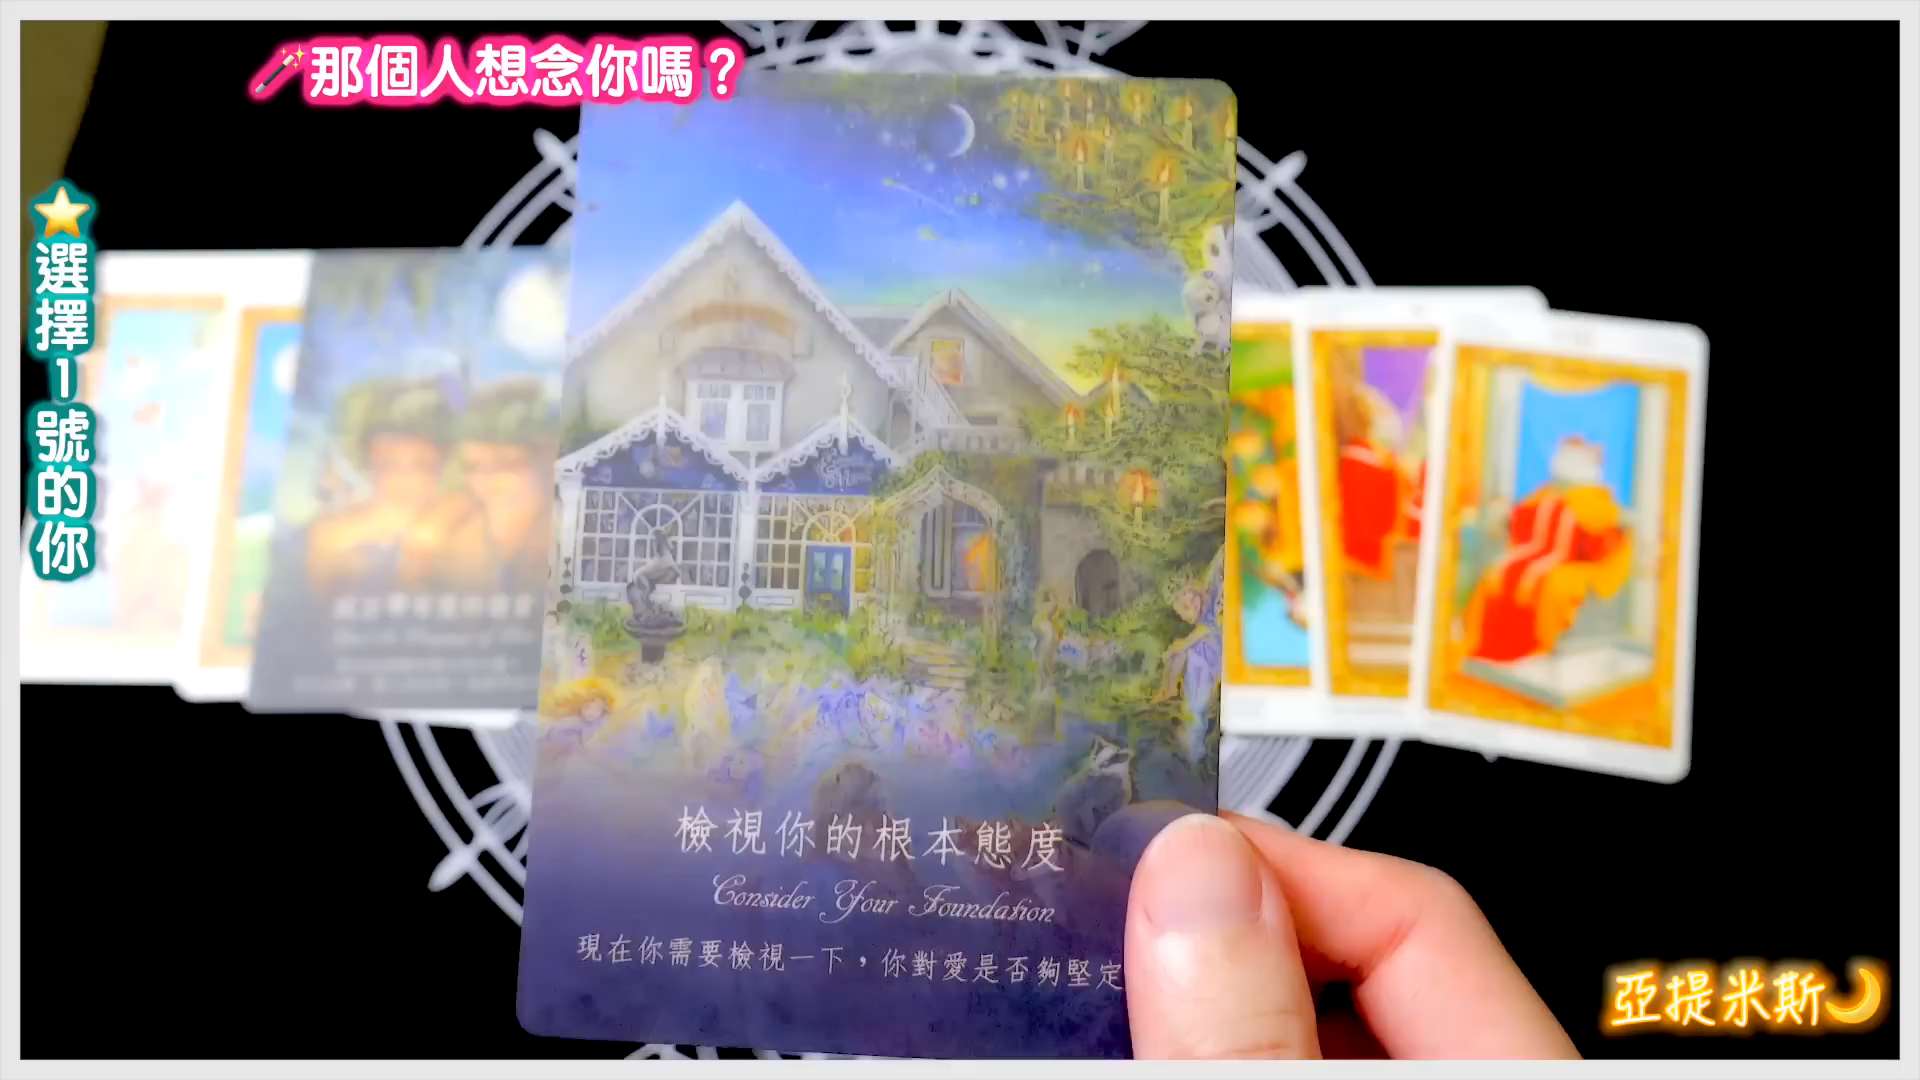 那個人想念你嗎？
選擇1號的你
檢視你的根本態度
Consider Your Foundation
現在你需要檢視一下，你對愛是否夠堅定
亞提米斯